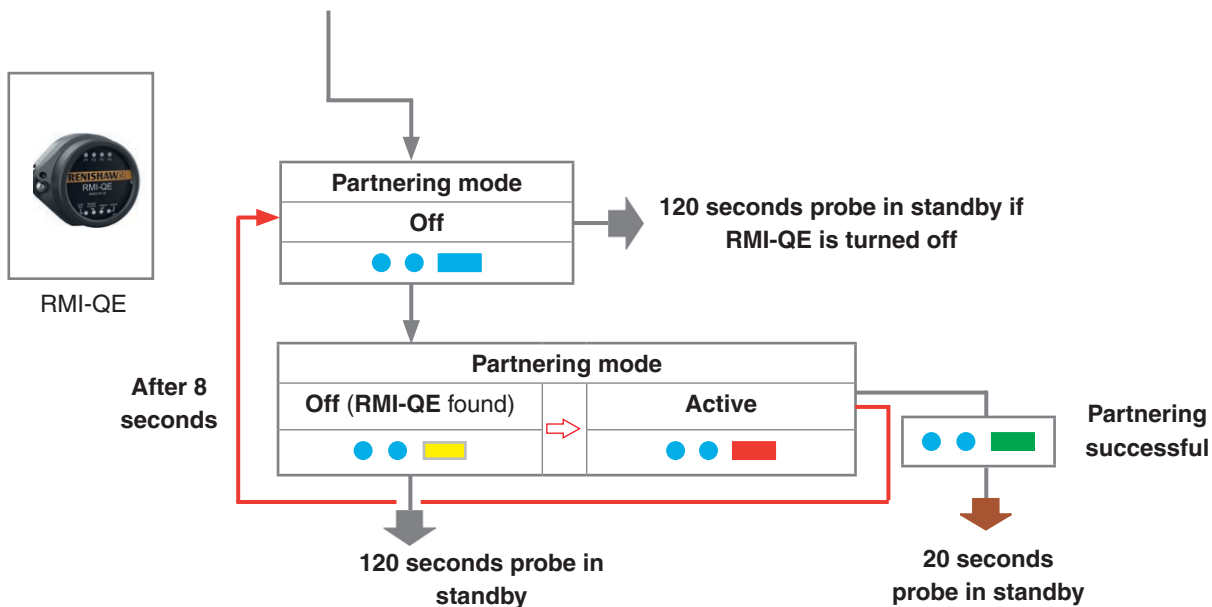 Partnering mode
Off
120 seconds probe in standby if
RMI-QE is turned off
RENISHAW
RMI-QE
RMI-QE
Partnering mode
After 8
seconds
Off (RMI-QE found)
Active
Partnering
successful
120 seconds probe in
standby
20 seconds
probe in standby